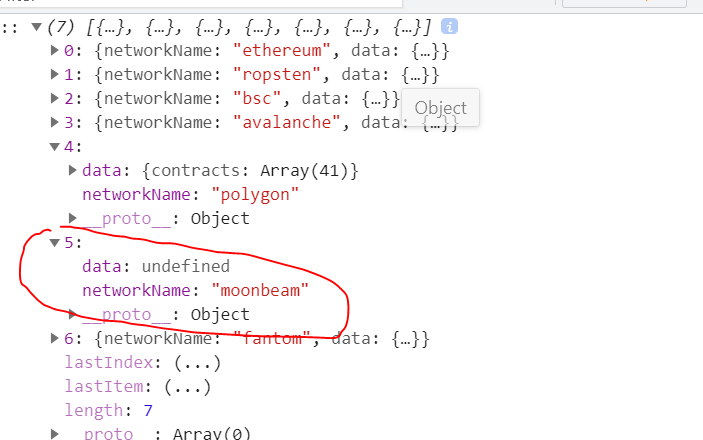 :: ▼(7) [{…}, {…}, {…}, {…}, {…}, {…}, {…}] i
▶0: {networkName: "ethereum", data: {…}}
▶1: {networkName: "ropsten", data: {…}}
▶2: {networkName: "bsc", data: {…}}
Object
▶3: {networkName: "avalanche", data: {…}}
▼4:
▶data: {contracts: Array(41)}
networkName: "polygon"
▶__proto__: Object
▼5:
data: undefined
networkName: "moonbeam"
▶__proto__: Object
▶6: {networkName: "fantom", data: {…}}
lastIndex: (...)
lastItem: (...)
length: 7
proto : Array(0)